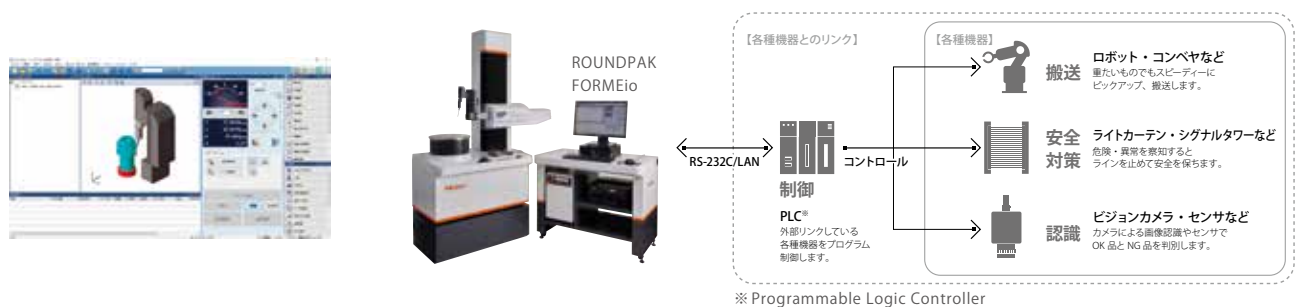 ROUNDPAK
FORMEio
RS-232C/LAN
【各種機器とのリンク】
制御
PLC※
外部リンクしている
各種機器をプログラム
制御します。
コントロール
【各種機器】
搬送
ロボット・コンベヤなど
重たいものでもスピーディーに
ピックアップ、搬送します。
安全
対策
ライトカーテン・シグナルタワーなど
危険・異常を察知すると
ラインを止めて安全を保ちます。
認識
ビジョンカメラ・センサなど
カメラによる画像認識やセンサで
OK品とNG品を判別します。
※Programmable Logic Controller